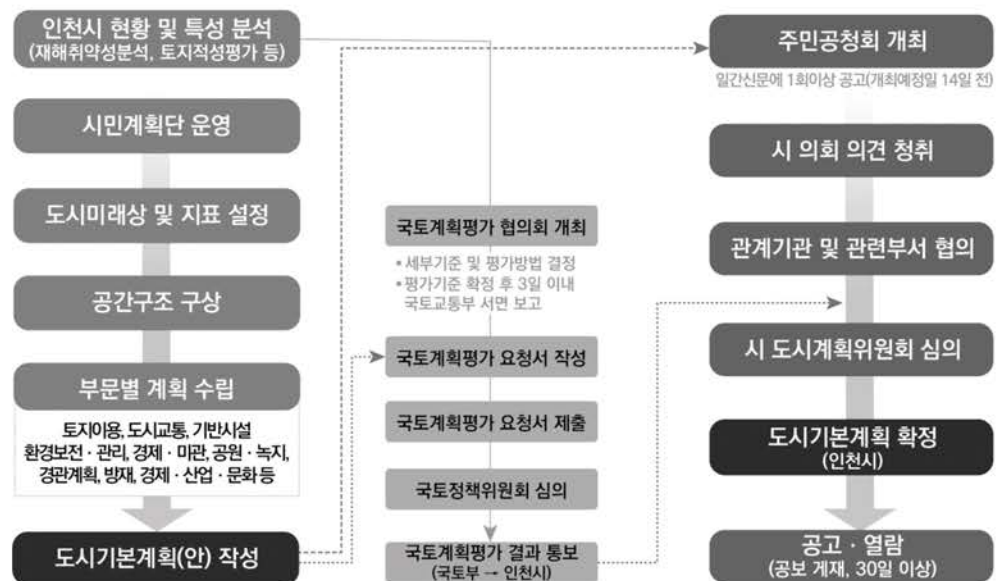 인천시 현황 및 특성 분석
(재해취약성분석, 토지적성평가 등)
시민계획단 운영
도시미래상 및 지표 설정
공간구조 구상
부문별 계획 수립
토지이용, 도시교통, 기반시설
환경보전 · 관리, 경제 · 미관, 공원 · 녹지,
경관계획, 방재, 경제 · 산업 · 문화 등
도시기본계획(안) 작성
국토계획평가 협의회 개최
• 세부기준 및 평가방법 결정
• 평가기준 확정 후 3일 이내
국토교통부 서면 보고
국토계획평가 요청서 작성
국토계획평가 요청서 제출
국토정책위원회 심의
국토계획평가 결과 통보
(국토부 → 인천시)
주민공청회 개최
일간신문에 1회이상 공고(개최예정일 14일 전)
시 의회 의견 청취
관계기관 및 관련부서 협의
시 도시계획위원회 심의
도시기본계획 확정
(인천시)
공고 · 열람
(공보 게재, 30일 이상)